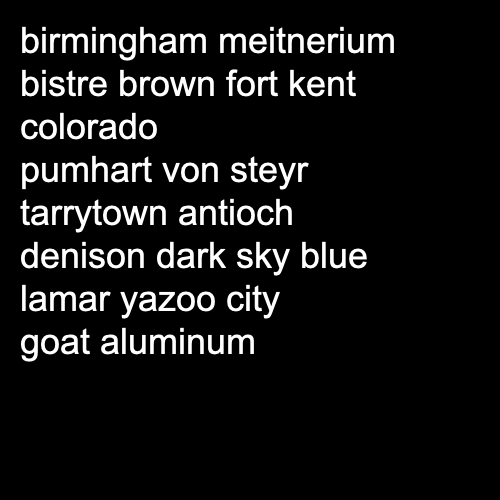 birmingham meitnerium
bistre brown fort kent
colorado
pumhart von steyr
tarrytown antioch
denison dark sky blue
lamar yazoo city
goat aluminum